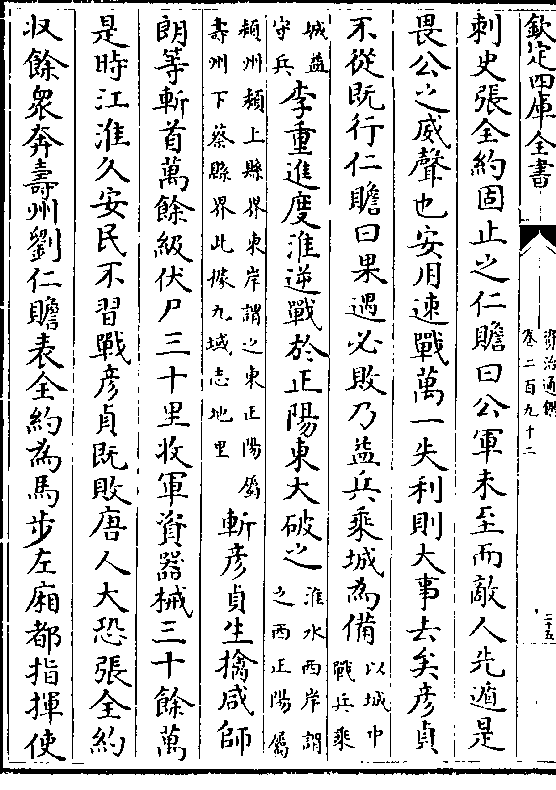 欽定四庫全書
資治通鑑
卷二百九十二
二十五
刺史張全約固止之仁贍曰公軍未至而敵人先遁是
畏公之威聲也安用速戰萬一失利則大事去矣彥貞
不從既行仁贍曰果遇必敗乃益兵乘城為備以城中戰兵乘
城益守兵李重進度淮逆戰於正陽東大破之淮水西岸謂之西正陽屬
潁州潁上縣界東岸謂之東正陽屬壽州下蔡縣界此據九域志地里斬彥貞生擒咸師
朗等斬首萬餘級伏尸三十里收軍資器械三十餘萬
是時江淮久安民不習戰彥貞既敗唐人大恐張全約
収餘衆奔壽州劉仁贍表全約為馬步左廂都指揮使